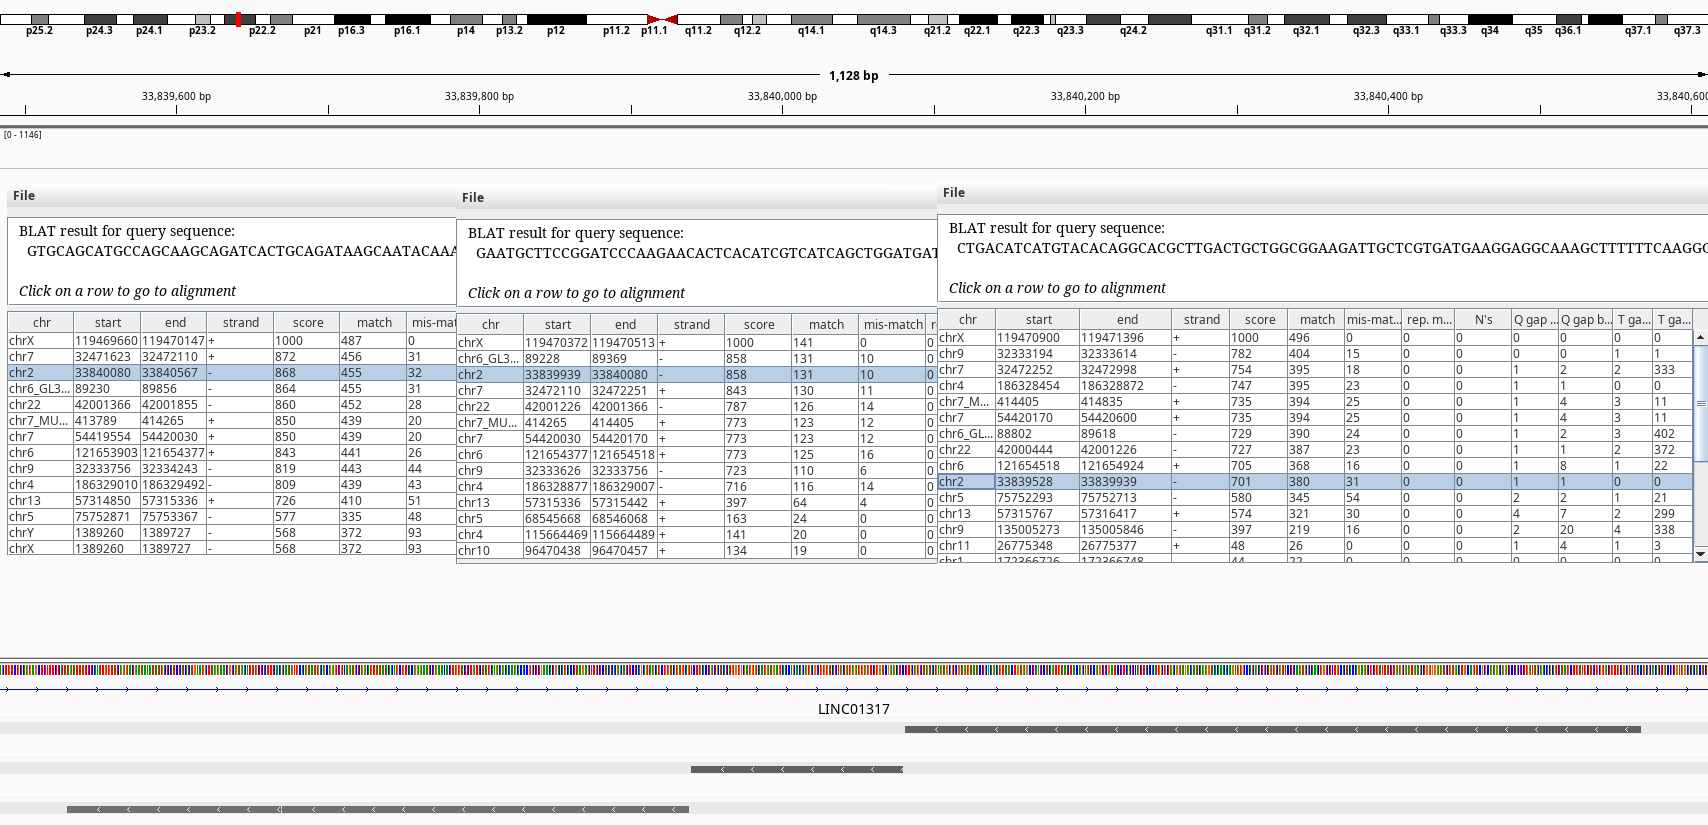 p25.2 p24.3 p24.1 p23.2 p22.2 p21 p16.3 p16.1 p14 p13.2 p12 p11.2 p11.1 q11.2 q12.2 q14.1 q14.3 q21.2 q22.1 q22.3 q23.3 q24.2 q31.1 q31.2 q32.1 q32.3 q33.1 q33.3 q34 q35 q36.1 q37.1 q37.3
1,128 bp
33,839,600 bp 33,839,800 bp 33,840,000 bp 33,840,200 bp 33,840,400 bp 33,840,600
[0 - 1146]
File
BLAT result for query sequence:
GTGCAGCATGCCAGCAAGCAGATCACTGCAGATAAGCAATACAAA
Click on a row to go to alignment
chr start end strand score match mis-mat
chrX 119469660 119470147 + 1000 487 0
chr7 32471623 32472110 + 872 456 31
chr2 33840080 33840567 - 868 455 32
chr6_GL3... 89230 89856 - 864 455 31
chr22 42001366 42001855 - 860 452 28
chr7_MU... 413789 414265 + 850 439 20
chr7 54419554 54420030 + 850 439 20
chr6 121653903 121654377 + 843 441 26
chr9 32333756 32334243 - 819 443 44
chr4 186329010 186329492 - 809 439 43
chr13 57314850 57315336 + 726 410 51
chr5 75752871 75753367 - 577 335 48
chrY 1389260 1389727 - 568 372 93
chrX 1389260 1389727 - 568 372 93
File
BLAT result for query sequence:
GAATGCTTCCGGATCCCAAGAACACTCACATCGTCATCAGCTGGATGAT
Click on a row to go to alignment
chr start end strand score match mis-match r
chrX 119470372 119470513 + 1000 141 0 0
chr6_GL3... 89228 89369 - 858 131 10 0
chr2 33839939 33840080 - 858 131 10 0
chr7 32472110 32472251 + 843 130 11 0
chr22 42001226 42001366 - 787 126 14 0
chr7_MU... 414265 414405 + 773 123 12 0
chr7 54420030 54420170 + 773 123 12 0
chr6 121654377 121654518 + 773 125 16 0
chr9 32333626 32333756 - 723 110 6 0
chr4 186328877 186329007 - 716 116 14 0
chr13 57315336 57315442 + 397 64 4 0
chr5 68545668 68546068 + 163 24 0 0
chr4 115664469 115664489 + 141 20 0 0
chr10 96470438 96470457 + 134 19 0 0
File
BLAT result for query sequence:
CTGACATCATGTACACAGGCACGCTTGACTGCTGGCGGAAGATTGCTCGTGATGAAGGAGGCAAAGCTTTTTTCAAGG
Click on a row to go to alignment
chr start end strand score match mis-mat... rep. m... N's Q gap ... Q gap b... T ga... T ga...
chrX 119470900 119471396 + 1000 496 0 0 0 0 0 0 0
chr9 32333194 32333614 - 782 404 15 0 0 0 0 1 1
chr7 32472252 32472998 + 754 395 18 0 0 1 2 2 333
chr4 186328454 186328872 - 747 395 23 0 0 1 1 0 0
chr7_M... 414405 414835 + 735 394 25 0 0 1 4 3 11
chr7 54420170 54420600 + 735 394 25 0 0 1 4 3 11
chr6_GL... 88802 89618 - 729 390 24 0 0 1 2 3 402
chr22 42000444 42001226 - 727 387 23 0 0 1 1 2 372
chr6 121654518 121654924 + 705 368 16 0 0 1 8 1 22
chr2 33839528 33839939 - 701 380 31 0 0 1 1 0 0
chr5 75752293 75752713 - 580 345 54 0 0 2 2 1 21
chr13 57315767 57316417 + 574 321 30 0 0 4 7 2 299
chr9 135005273 135005846 - 397 219 16 0 0 2 20 4 338
chr11 26775348 26775377 + 48 26 0 0 0 1 4 1 3
LINC01317